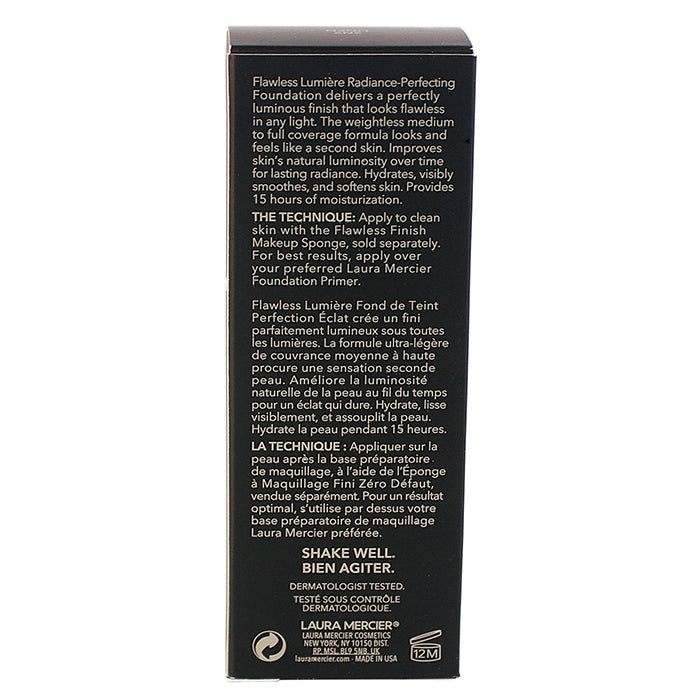 Flawless Lumière Radiance-Perfecting
Foundation delivers a perfectly
luminous finish that looks flawless
in any light. The weightless medium
to full coverage formula looks and
feels like a second skin. Improves
skin's natural luminosity over time
for lasting radiance. Hydrates, visibly
smoothes, and softens skin. Provides
15 hours of moisturization.
THE TECHNIQUE: Apply to clean
skin with the Flawless Finish
Makeup Sponge, sold separately.
For best results, apply over
your preferred Laura Mercier
Foundation Primer.
Flawless Lumière Fond de Teint
Perfection Éclat crée un fini
parfaitement lumineux sous toutes
les lumières. La formule ultra-légère
de couvrance moyenne à haute
procure une sensation seconde
peau. Améliore la luminosité
naturelle de la peau au fil du temps
pour un éclat qui dure. Hydrate, lisse
visiblement, et assouplit la peau.
Hydrate la peau pendant 15 heures.
LA TECHNIQUE : Appliquer sur la
peau après la base préparatoire
de maquillage, à l'aide de l'Éponge
à Maquillage Fini Zéro Défaut,
vendue séparément. Pour un résultat
optimal, s'utilise par dessus votre
base préparatoire de maquillage
Laura Mercier préférée.
SHAKE WELL.
BIEN AGITER.
DERMATOLOGIST TESTED.
TESTÉ SOUS CONTRÔLE
DERMATOLOGIQUE.
LAURA MERCIER®
LAURA MERCIER COSMETICS
NEW YORK, NY 10150 DIST.
RP, MSL, BL9 5NB, UK
lauramercier.com - MADE IN USA
12M